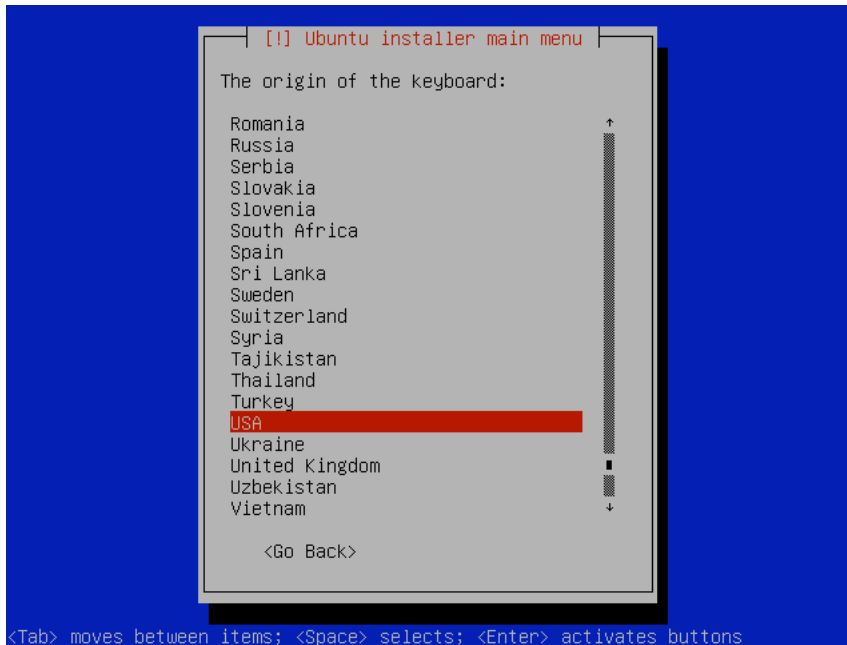 [!] Ubuntu installer main menu
The origin of the keyboard:
Romania
Russia
Serbia
Slovakia
Slovenia
South Africa
Spain
Sri Lanka
Sweden
Switzerland
Syria
Tajikistan
Thailand
Turkey
USA
Ukraine
United Kingdom
Uzbekistan
Vietnam
<Go Back>
<Tab> moves between items; <Space> selects; <Enter> activates buttons